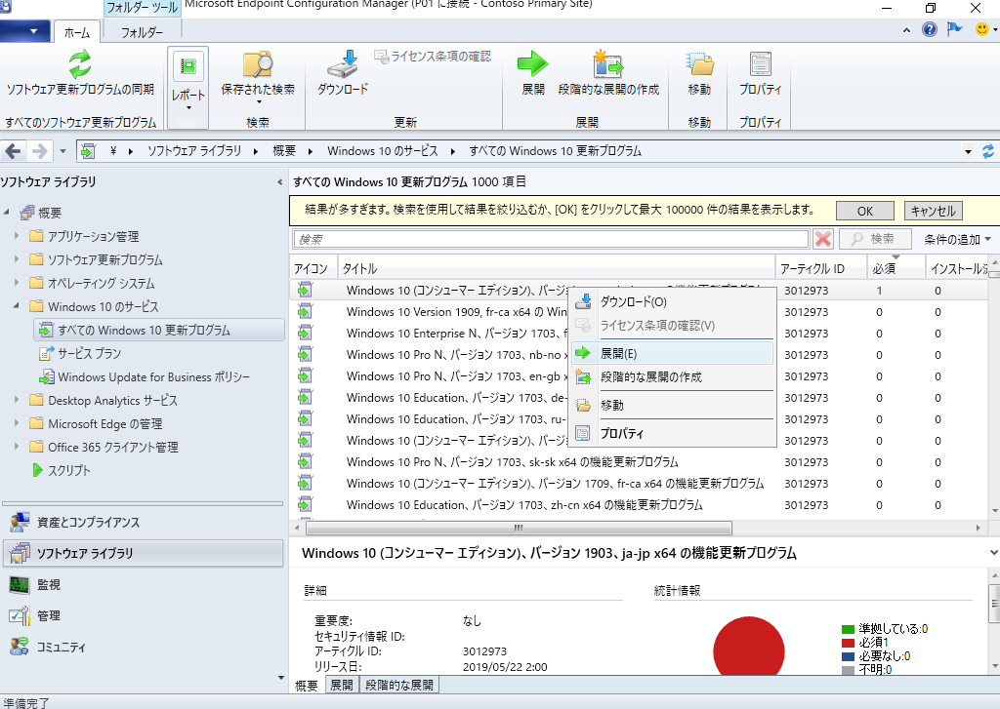 フォルダー ツール
Microsoft Endpoint Configuration Manager (P01 に接続 - Contoso Primary Site)
ホーム
フォルダー
ソフトウェア更新プログラムの同期
レポート
保存された検索
ダウンロード
ライセンス条項の確認
展開
段階的な展開の作成
移動
プロパティ
すべてのソフトウェア更新プログラム
検索
更新
展開
移動
プロパティ
¥ ▸ ソフトウェア ライブラリ ▸ 概要 ▸ Windows 10 のサービス ▸ すべての Windows 10 更新プログラム
ソフトウェア ライブラリ
概要
アプリケーション管理
ソフトウェア更新プログラム
オペレーティング システム
Windows 10 のサービス
すべての Windows 10 更新プログラム
サービス プラン
Windows Update for Business ポリシー
Desktop Analytics サービス
Microsoft Edge の管理
Office 365 クライアント管理
スクリプト
資産とコンプライアンス
ソフトウェア ライブラリ
監視
管理
コミュニティ
すべての Windows 10 更新プログラム 1000 項目
結果が多すぎます。検索を使用して結果を絞り込むか、[OK] をクリックして最大 100000 件の結果を表示します。
OK
キャンセル
検索
検索
条件の追加
アイコン タイトル アーティクル ID 必須 インストール済
Windows 10 (コンシューマー エディション)、バージョ 3012973 1 0
Windows 10 Version 1909, fr-ca x64 の Win 3012973 0 0
Windows 10 Enterprise N、バージョン 1703、f 3012973 0 0
Windows 10 Pro N、バージョン 1703、nb-no x 3012973 0 0
Windows 10 Pro N、バージョン 1703、en-gb x 3012973 0 0
Windows 10 Education、バージョン 1703、de- 3012973 0 0
Windows 10 Education、バージョン 1703、ru- 3012973 0 0
Windows 10 (コンシューマー エディション)、バージ 3012973 0 0
Windows 10 Pro N、バージョン 1703、sk-sk x64 の機能更新プログラム 3012973 0 0
Windows 10 (コンシューマー エディション)、バージョン 1709、fr-ca x64 の機能更新プログラム 3012973 0 0
Windows 10 Education、バージョン 1703、zh-cn x64 の機能更新プログラム 3012973 0 0
ダウンロード(O)
ライセンス条項の確認(V)
展開(E)
段階的な展開の作成
移動
プロパティ
Windows 10 (コンシューマー エディション)、バージョン 1903、ja-jp x64 の機能更新プログラム
詳細
重要度: なし
セキュリティ情報 ID:
アーティクル ID: 3012973
リリース日: 2019/05/22 2:00
統計情報
準拠している:0
必須1
必要なし:0
不明:0
概要 展開 段階的な展開
準備完了